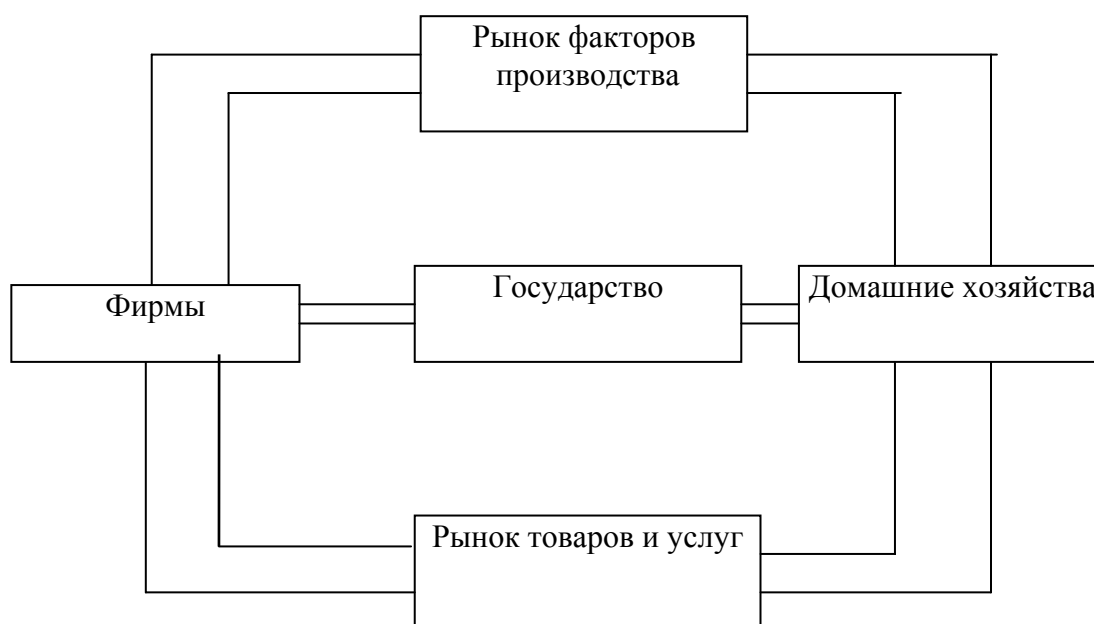 Рынок факторов
производства
Фирмы
Государство
Домашние хозяйства
Рынок товаров и услуг